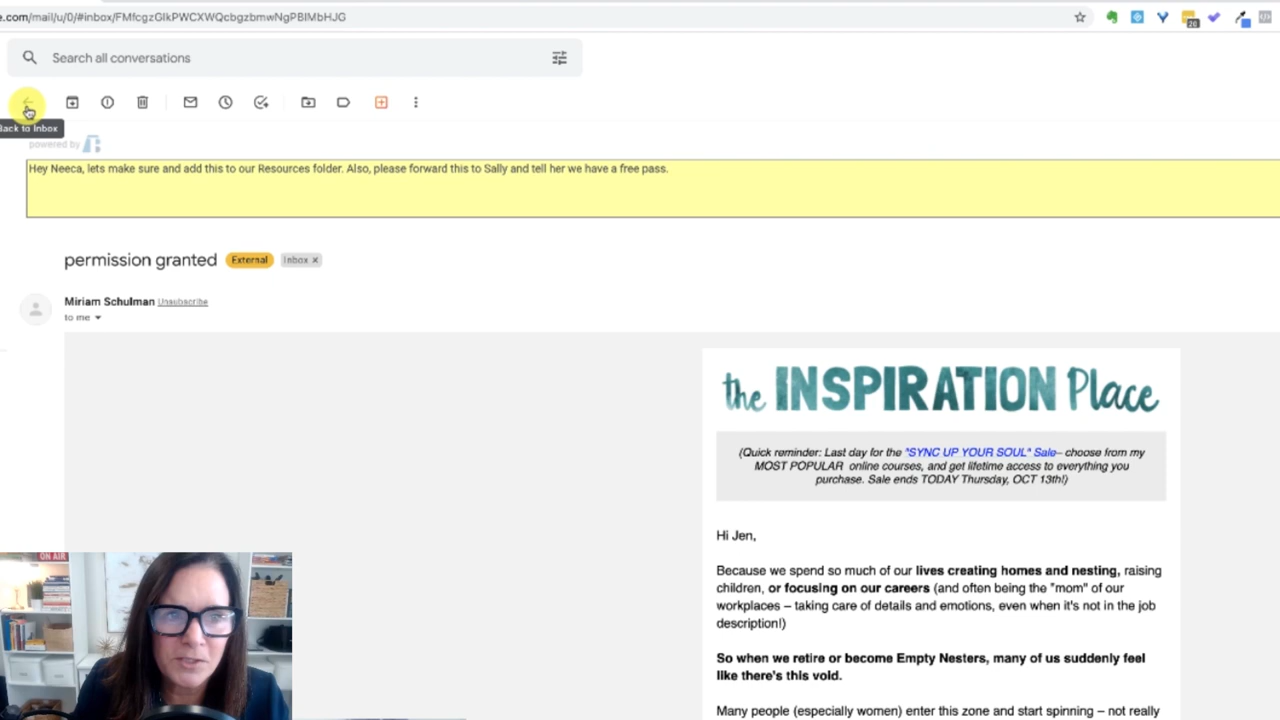 e.com/mail/u/0/#inbox/FMfcgzGlkPWCXWQcbgzbmwNgPBlMbHJG
26
Search all conversations
Back to Inbox
powered by
Hey Neeca, lets make sure and add this to our Resources folder. Also, please forward this to Sally and tell her we have a free pass.
permission granted External Inbox x
Miriam Schulman Unsubscribe
to me
the INSPIRATION Place
(Quick reminder: Last day for the "SYNC UP YOUR SOUL" Sale– choose from my
MOST POPULAR online courses, and get lifetime access to everything you
purchase. Sale ends TODAY Thursday, OCT 13th!)
Hi Jen,
Because we spend so much of our lives creating homes and nesting, raising
children, or focusing on our careers (and often being the "mom" of our
workplaces – taking care of details and emotions, even when it's not in the job
description!)
So when we retire or become Empty Nesters, many of us suddenly feel
like there's this void.
Many people (especially women) enter this zone and start spinning – not really
ON AIR